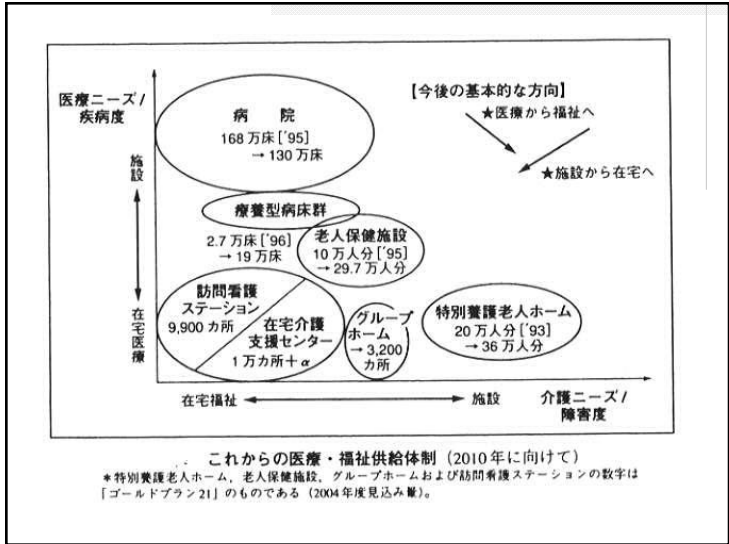 医療ニーズ/
疾病度
病院
168万床['95]
→ 130万床
【今後の基本的な方向】
★医療から福祉へ
★施設から在宅へ
施設
在宅医療
療養型病床群
2.7万床['96]
→ 19万床
老人保健施設
10万人分['95]
→ 29.7万人分
訪問看護
ステーション
9,900カ所
在宅介護
支援センター
1万カ所+α
グループ
ホーム
→ 3,200
カ所
特別養護老人ホーム
20万人分['93]
→ 36万人分
在宅福祉
施設
介護ニーズ/
障害度
これからの医療・福祉供給体制(2010年に向けて)
*特別養護老人ホーム,老人保健施設,グループホームおよび訪問看護ステーションの数字は
「ゴールドプラン21」のものである(2004年度見込み量)。